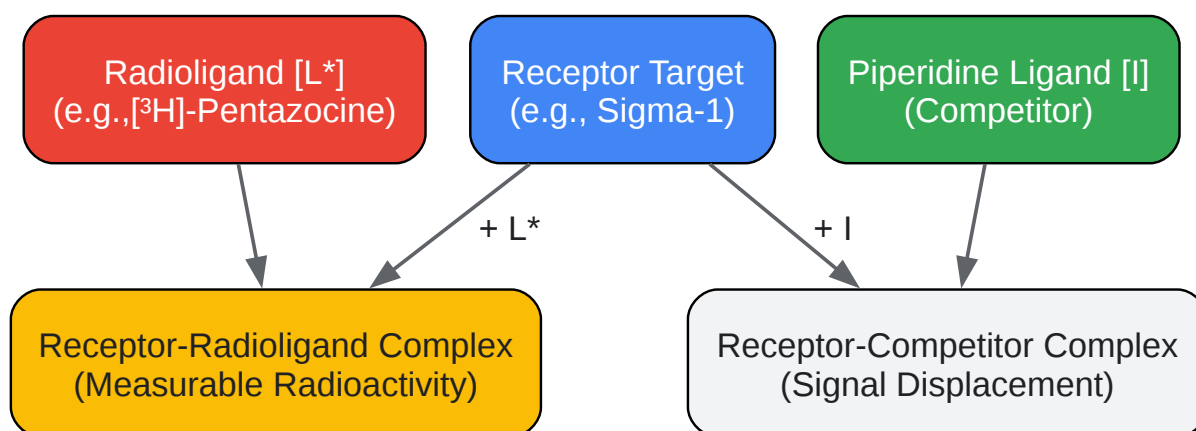 Radioligand [L*]
(e.g.,[³H]-Pentazocine)
Receptor Target
(e.g., Sigma-1)
Piperidine Ligand [I]
(Competitor)
+ L*
+ I
Receptor-Radioligand Complex
(Measurable Radioactivity)
Receptor-Competitor Complex
(Signal Displacement)